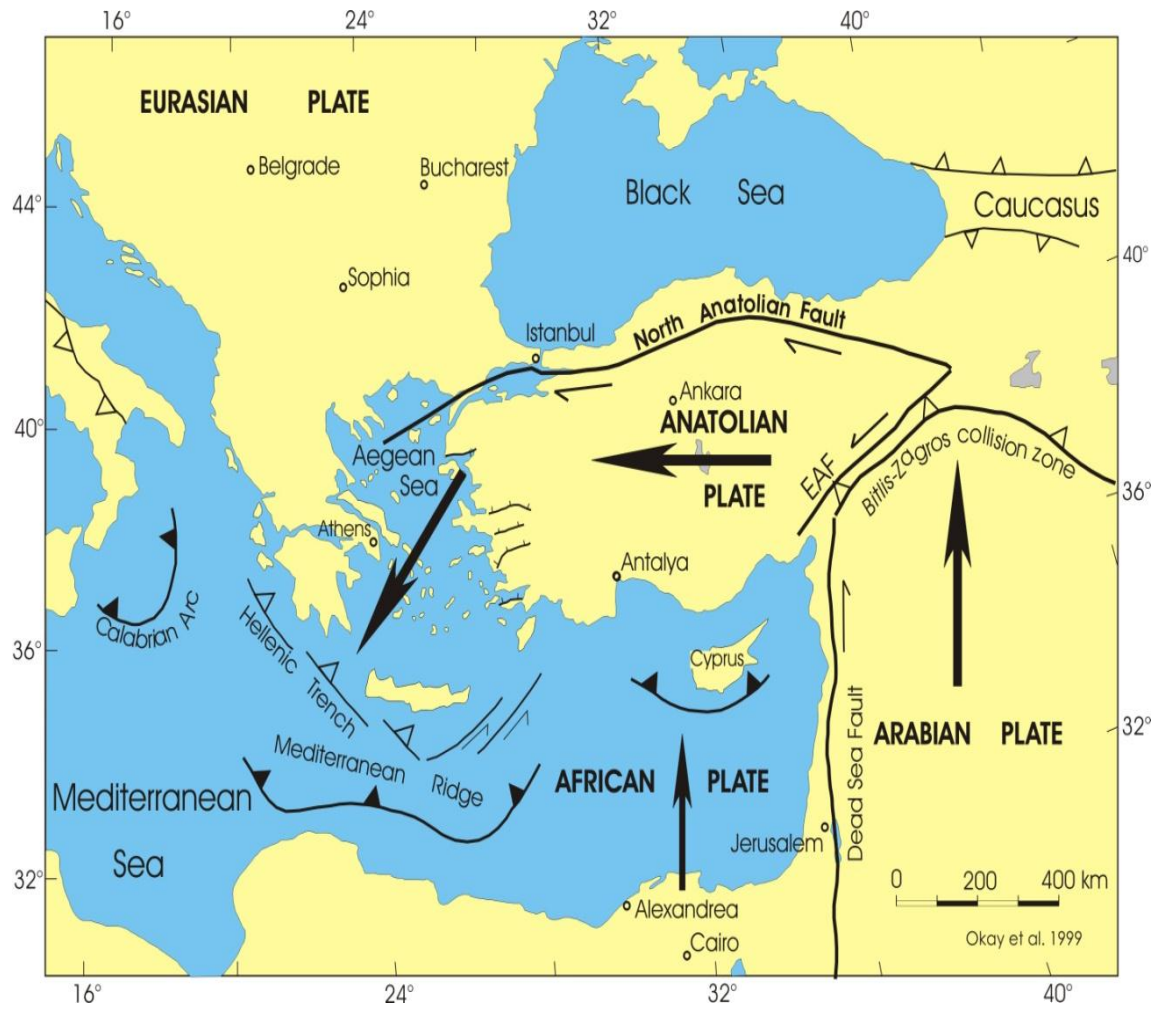 16° 24° 32° 40°
EURASIAN PLATE
Belgrade
Bucharest
Black Sea
Caucasus
44°
40°
Sophia
Istanbul
North Anatolian Fault
Ankara
ANATOLIAN
PLATE
40°
Aegean
Sea
EAF
Bitlis-Zagros collision zone
36°
Athens
Antalya
Calabrian Arc
Hellenic
Trench
36°
Cyprus
Mediterranean
Ridge
Dead Sea Fault
ARABIAN PLATE
32°
AFRICAN PLATE
Mediterranean
Sea
Jerusalem
32°
0 200 400 km
Alexandrea
Okay et al. 1999
Cairo
16° 24° 32° 40°